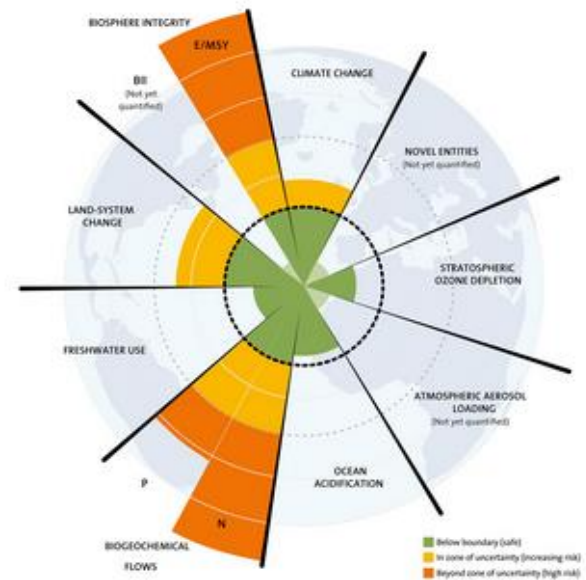 BIOSPHERE INTEGRITY
E/MSY
BII
(Not yet
quantified)
CLIMATE CHANGE
NOVEL ENTITIES
(Not yet quantified)
LAND-SYSTEM
CHANGE
STRATOSPHERIC
OZONE DEPLETION
FRESHWATER USE
ATMOSPHERIC AEROSOL
LOADING
(Not yet quantified)
P
N
BIOGEOCHEMICAL
FLOWS
OCEAN
ACIDIFICATION
Below boundary (safe)
In zone of uncertainty (increasing risk)
Beyond zone of uncertainty (high risk)